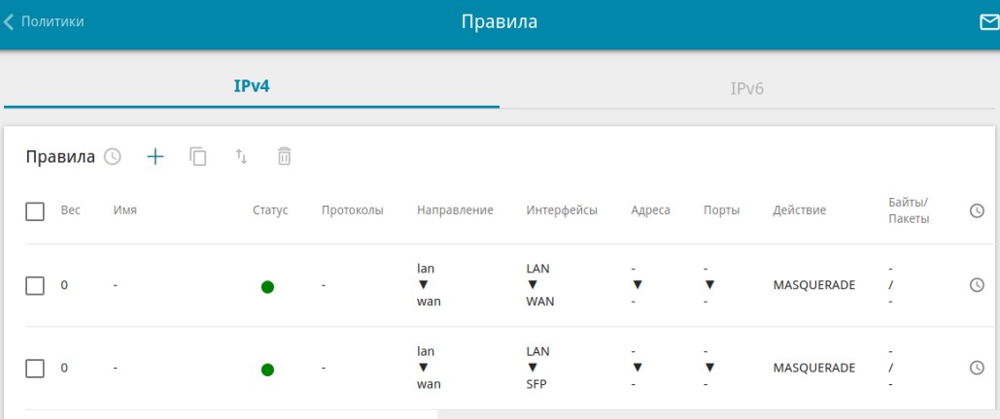 Политики
Правила
IPv4
IPv6
Правила
Вес Имя Статус Протоколы Направление Интерфейсы Адреса Порты Действие Байты/
Пакеты
lan LAN - - -
0 - - ▼ ▼ ▼ ▼ MASQUERADE /
wan WAN - - -
lan LAN - - -
0 - - ▼ ▼ ▼ ▼ MASQUERADE /
wan SFP - - -